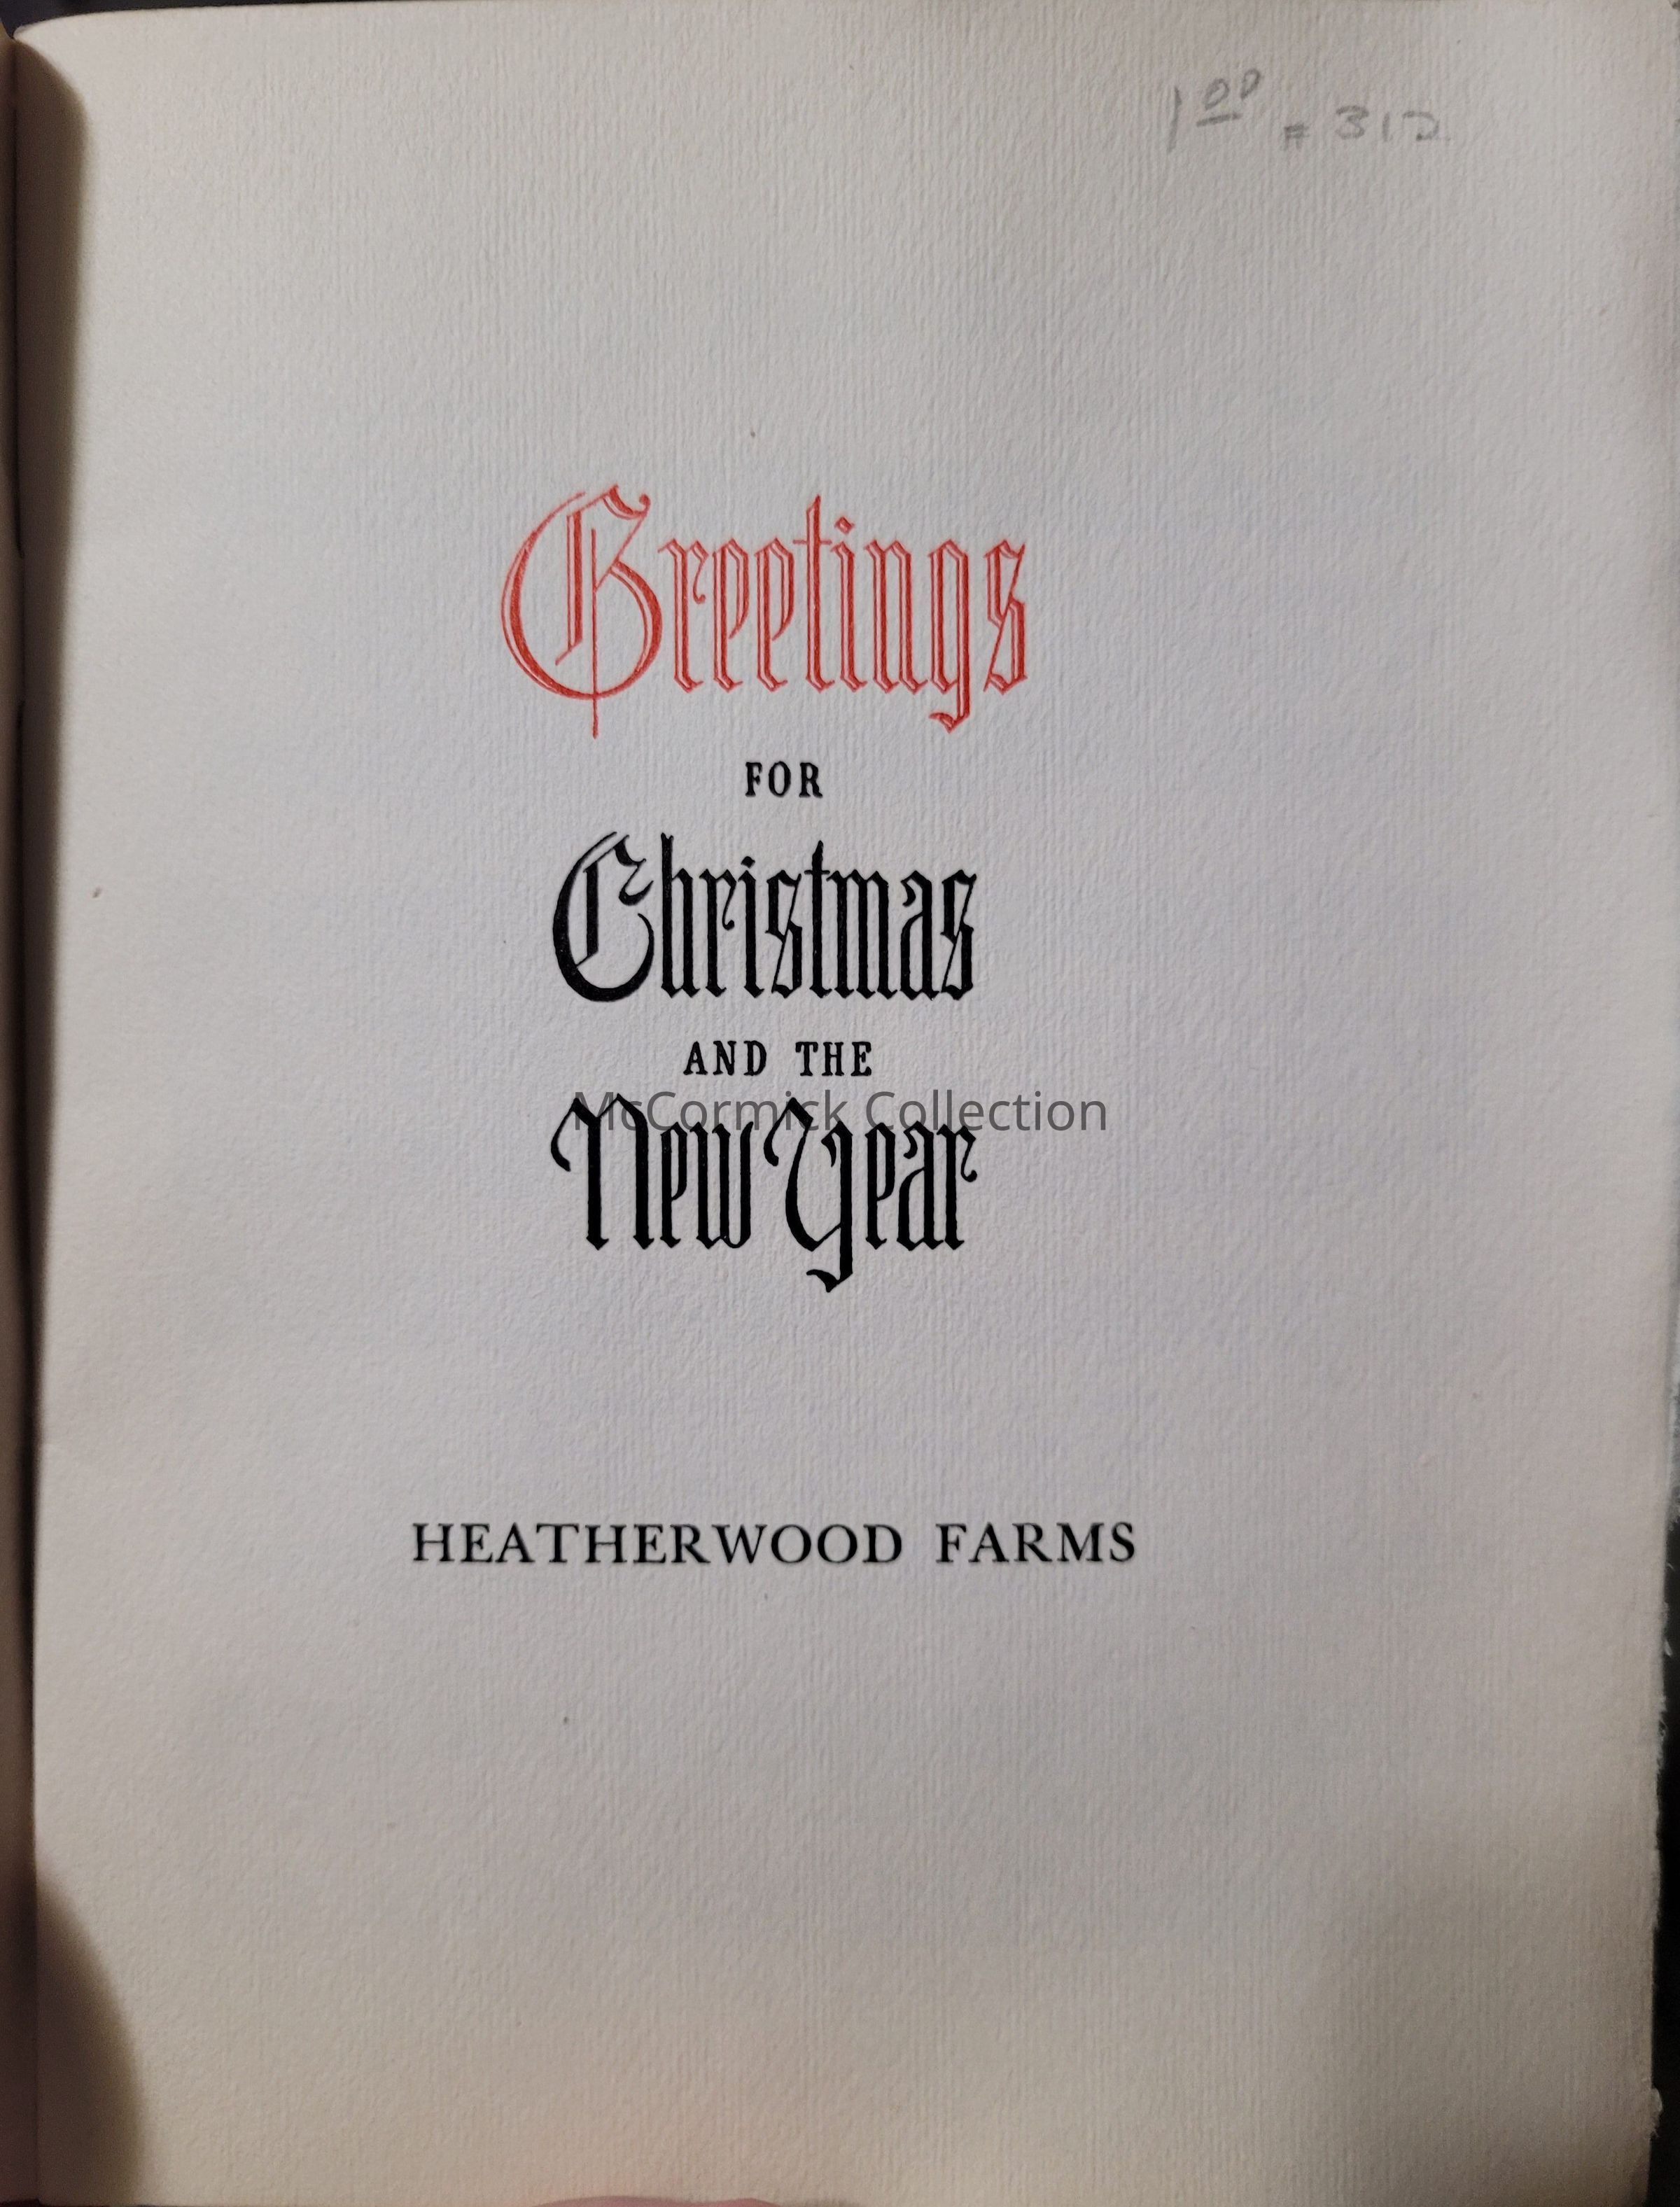 1 00 = 312
Greetings
FOR
Christmas
AND THE
McCormick Collection
New Year
HEATHERWOOD FARMS